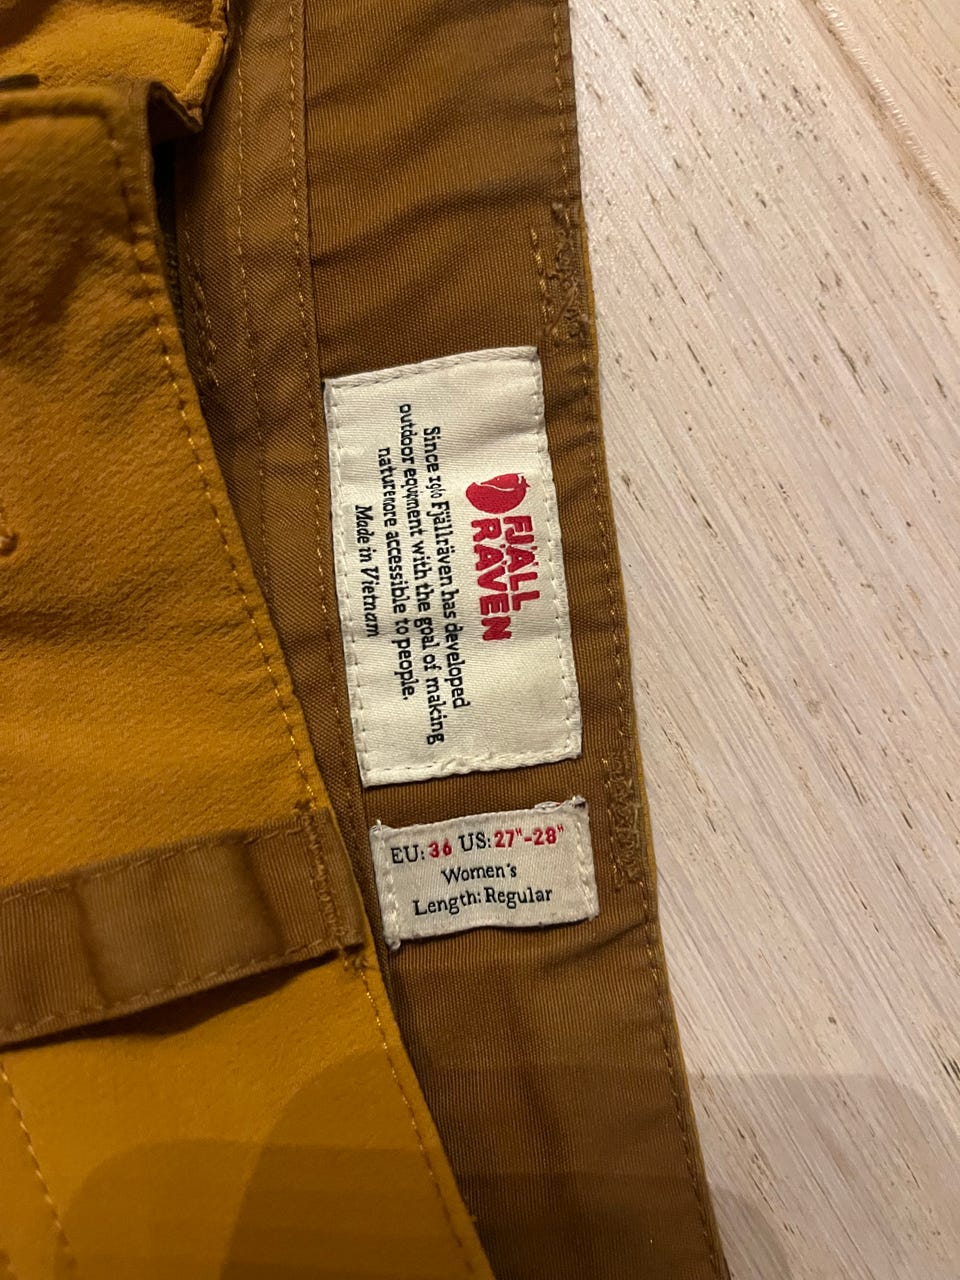 FJÄLL
RÄVEN
Since 1960 Fjällräven has developed
outdoor equipment with the goal of making
nature more accessible to people.
Made in Vietnam
EU: 36 US: 27"-28"
Women's
Length: Regular